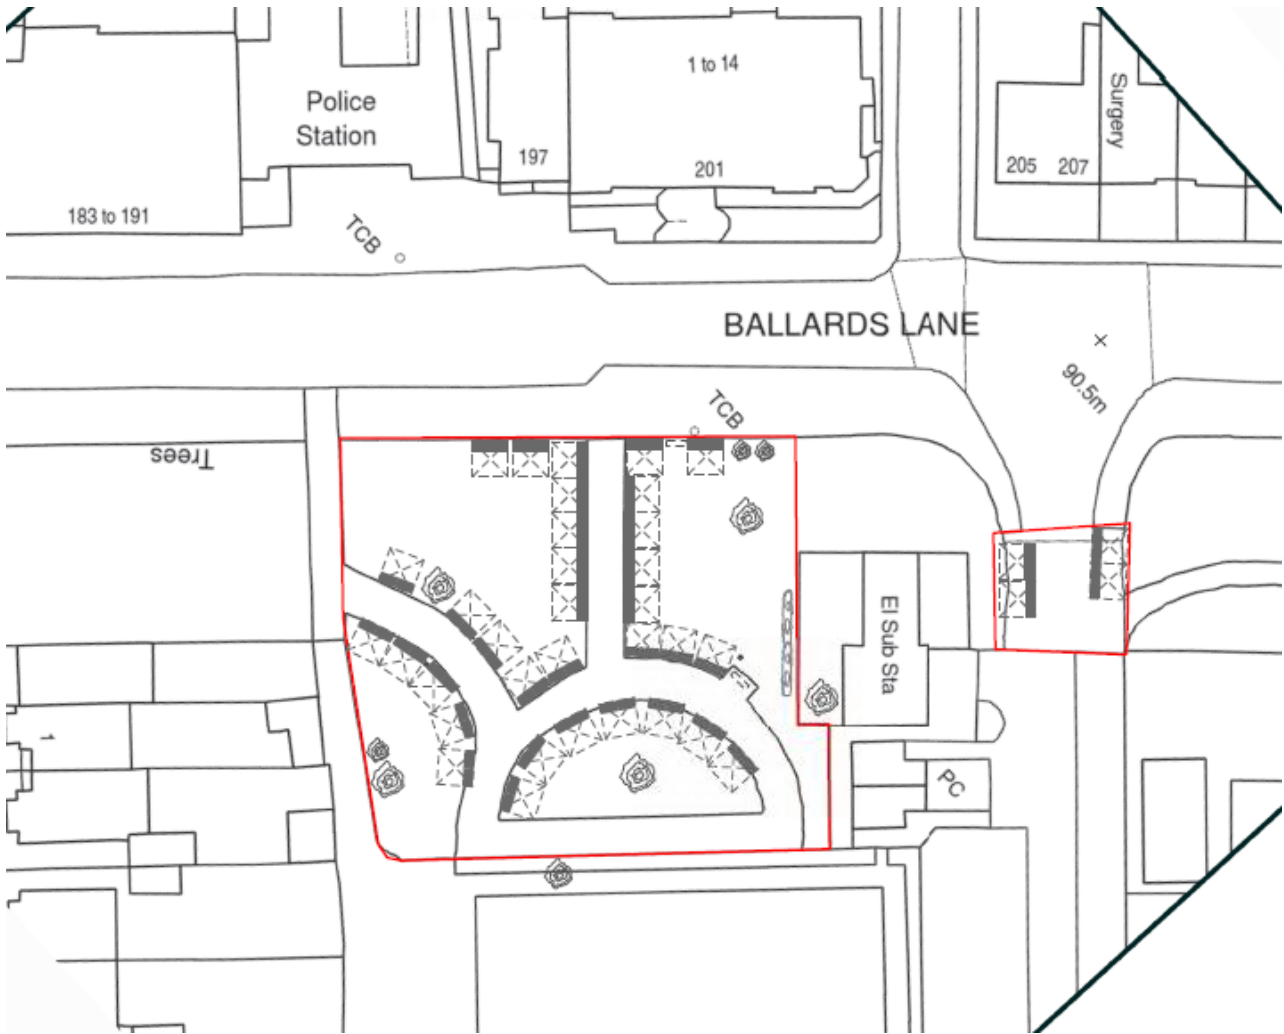 1 to 14
Surgery
Police
Station
197
201
205
207
183 to 191
TCB
BALLARDS LANE
90.5m
TCB
Trees
El Sub Sta
1
PC